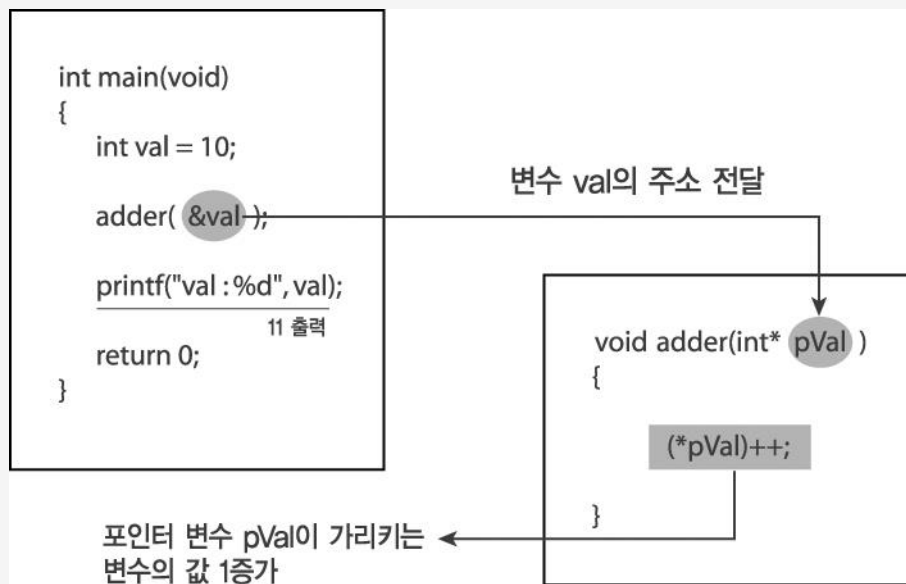 int main(void)
{
int val = 10;
adder( &val );
printf("val : %d", val);
11 출력
return 0;
}
변수 val의 주소 전달
void adder(int* pVal )
{
(*pVal)++;
}
포인터 변수 pVal이 가리키는
변수의 값 1증가